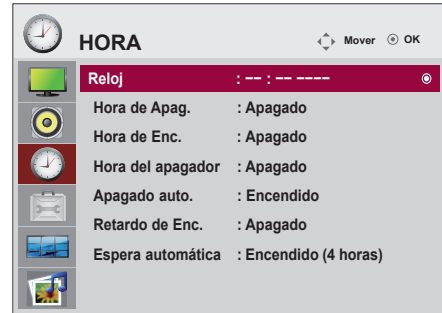 HORA
Mover OK
Reloj : -- : -- ----
Hora de Apag. : Apagado
Hora de Enc. : Apagado
Hora del apagador : Apagado
Apagado auto. : Encendido
Retardo de Enc. : Apagado
Espera automática : Encendido (4 horas)